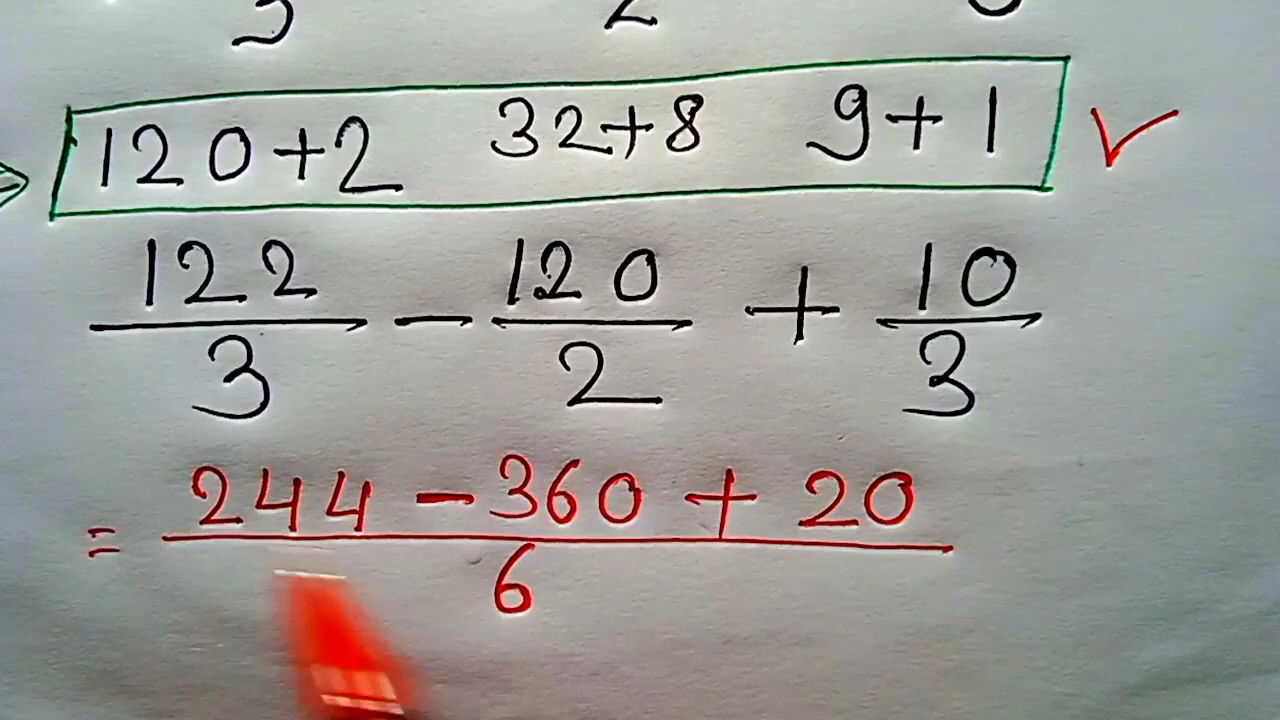 120+2 32+8 9+1 ✓
122/3 - 120/2 + 10/3
= 244 - 360 + 20 / 6